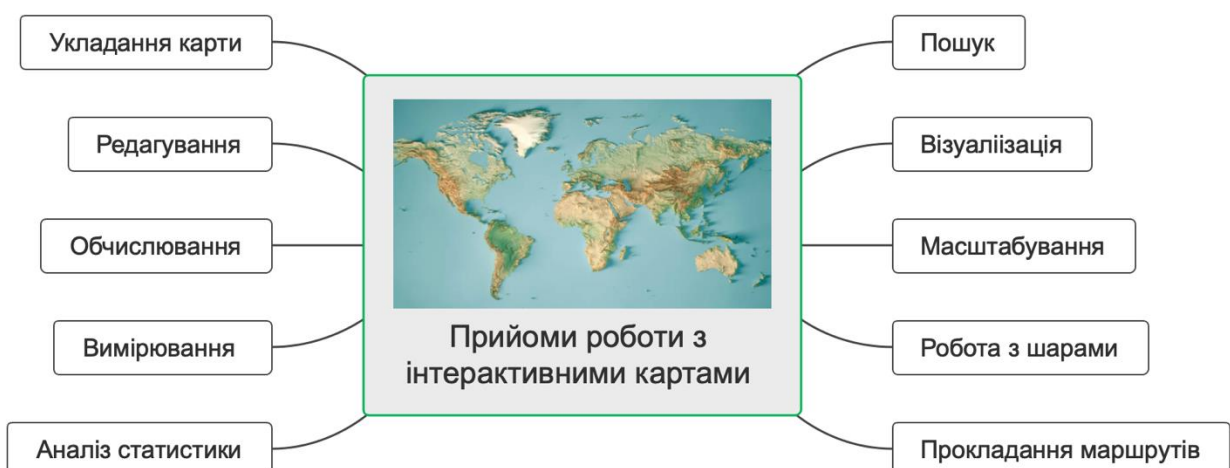 Укладання карти
Редагування
Обчислювання
Вимірювання
Аналіз статистики
Прийоми роботи з
інтерактивними картами
Пошук
Візуаліізація
Масштабування
Робота з шарами
Прокладання маршрутів